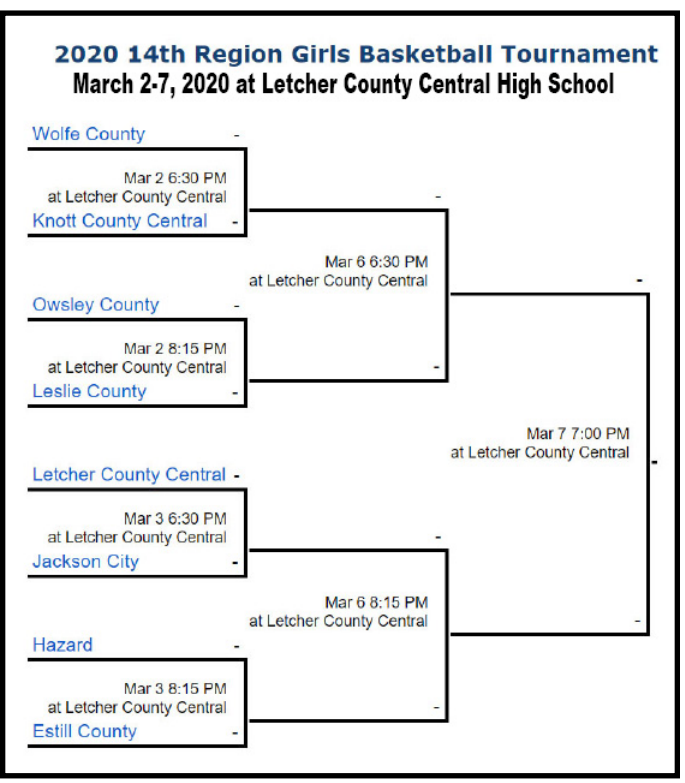 2020 14th Region Girls Basketball Tournament
March 2-7, 2020 at Letcher County Central High School
Wolfe County -
Mar 2 6:30 PM
at Letcher County Central
Knott County Central -
-
Mar 6 6:30 PM
at Letcher County Central
-
Owsley County -
Mar 2 8:15 PM
at Letcher County Central
Leslie County -
-
Mar 7 7:00 PM
at Letcher County Central
-
Letcher County Central -
Mar 3 6:30 PM
at Letcher County Central
Jackson City -
-
Mar 6 8:15 PM
at Letcher County Central
-
-
Hazard -
Mar 3 8:15 PM
at Letcher County Central
Estill County -
-